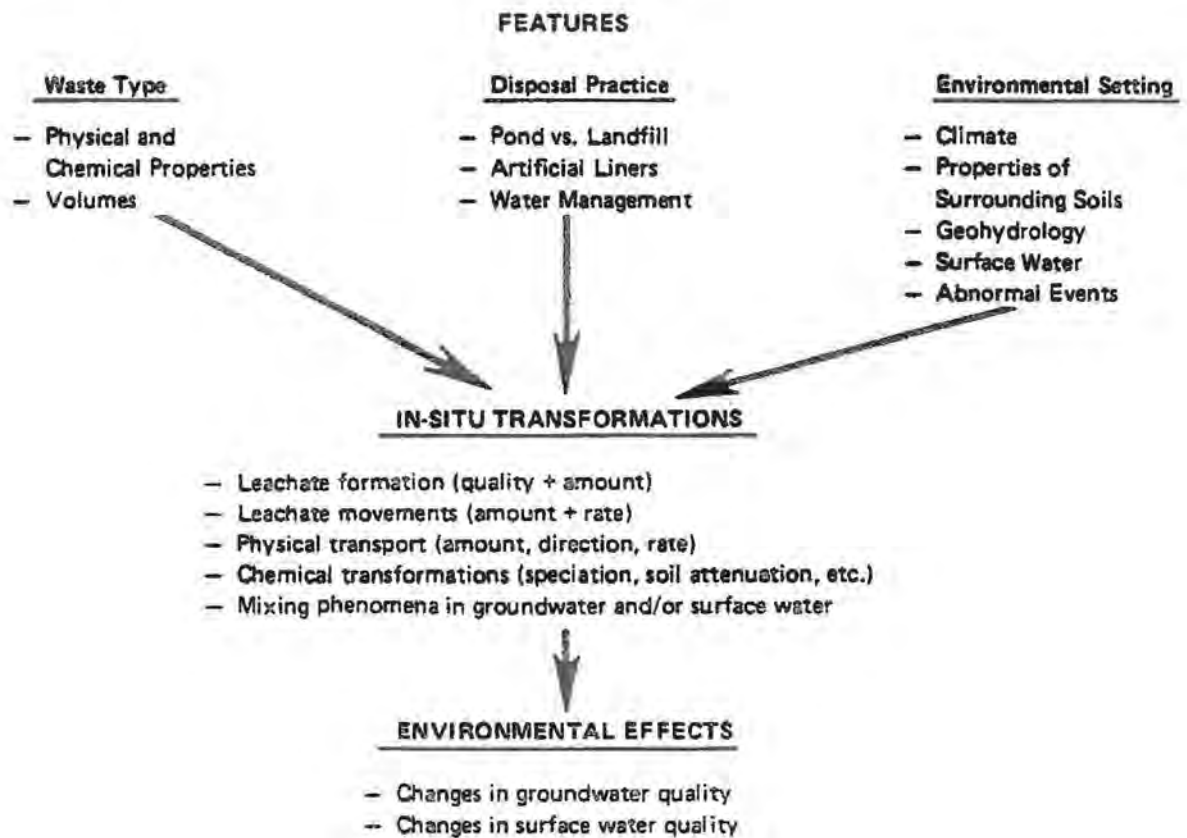 FEATURES
Waste Type
– Physical and
Chemical Properties
– Volumes
Disposal Practice
– Pond vs. Landfill
– Artificial Liners
– Water Management
Environmental Setting
– Climate
– Properties of
Surrounding Soils
– Geohydrology
– Surface Water
– Abnormal Events
IN-SITU TRANSFORMATIONS
– Leachate formation (quality + amount)
– Leachate movements (amount + rate)
– Physical transport (amount, direction, rate)
– Chemical transformations (speciation, soil attenuation, etc.)
– Mixing phenomena in groundwater and/or surface water
ENVIRONMENTAL EFFECTS
– Changes in groundwater quality
– Changes in surface water quality